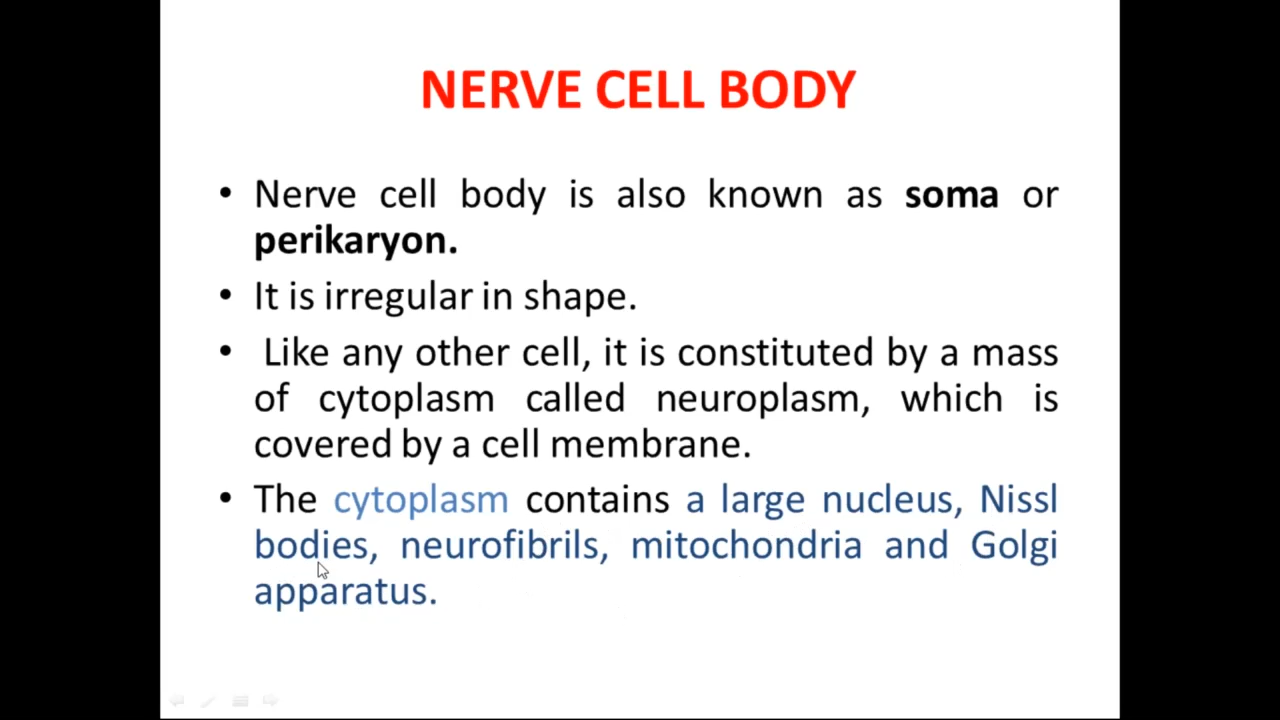 NERVE CELL BODY
• Nerve cell body is also known as soma or
perikaryon.
• It is irregular in shape.
• Like any other cell, it is constituted by a mass
of cytoplasm called neuroplasm, which is
covered by a cell membrane.
• The cytoplasm contains a large nucleus, Nissl
bodies, neurofibrils, mitochondria and Golgi
apparatus.